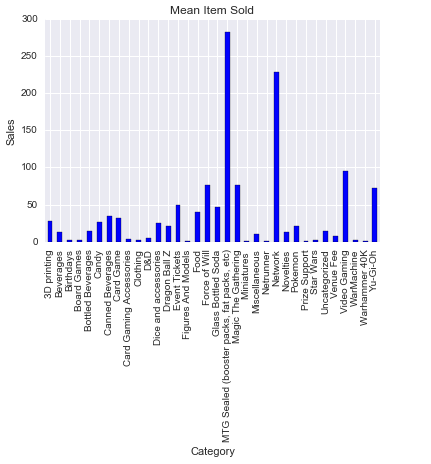 Mean Item Sold
300
250
200
150
100
50
0
Sales
3D printing
Beverages
Birthdays
Board Games
Bottled Beverages
Candy
Canned Beverages
Card Game
Card Gaming Accessories
Clothing
D&D
Dice and accessories
Dragon Ball Z
Event Tickets
Figures And Models
Food
Force of Will
Glass Bottled Soda
MTG Sealed (booster packs, fat packs, etc)
Magic The Gathering
Miniatures
Miscellaneous
Netrunner
Network
Novelties
Pokemon
Prize Support
Star Wars
Uncategorized
Venue Fee
Video Gaming
WarMachine
Warhammer 40K
Yu-Gi-Oh
Category